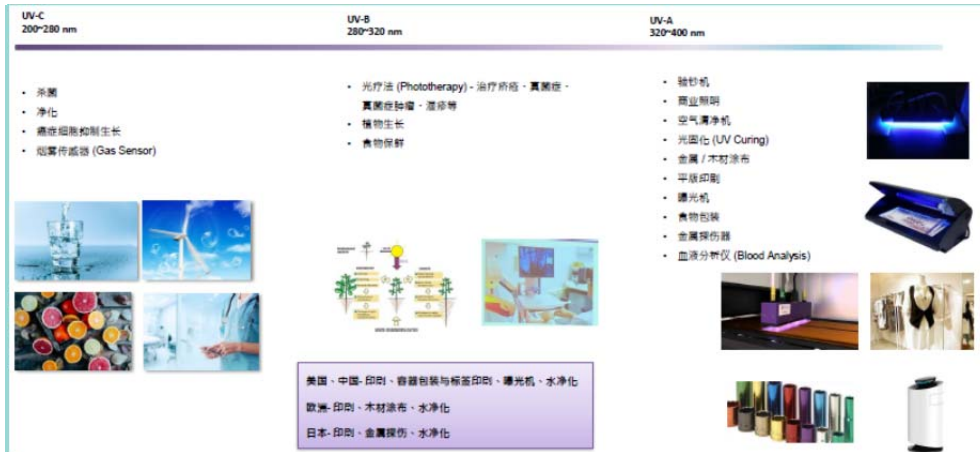 UV-C
200~280 nm
• 杀菌
• 净化
• 癌症细胞抑制生长
• 烟雾传感器 (Gas Sensor)
UV-B
280~320 nm
• 光疗法 (Phototherapy) - 治疗疥疮、真菌症、
真菌症肿瘤、湿疹等
• 植物生长
• 食物保鲜
UV-A
320~400 nm
• 验钞机
• 商业照明
• 空气清净机
• 光固化 (UV Curing)
• 金属 / 木材涂布
• 平版印刷
• 曝光机
• 食物包装
• 金属探伤器
• 血液分析仪 (Blood Analysis)
美国、中国- 印刷、容器包装与标签印刷、曝光机、水净化
欧洲- 印刷、木材涂布、水净化
日本- 印刷、金属探伤、水净化